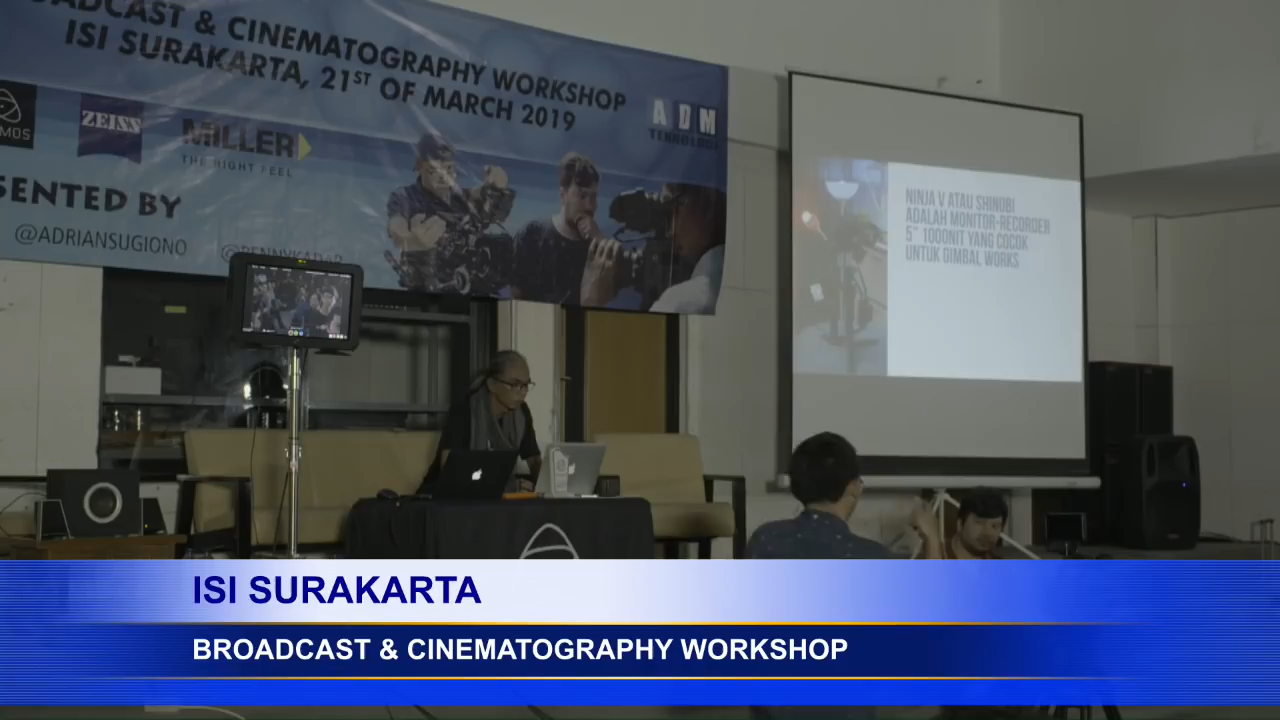 BROADCAST & CINEMATOGRAPHY WORKSHOP
ISI SURAKARTA, 21ST OF MARCH 2019
ADM
TEKNOLOGI
ZEISS
MILLER
THE RIGHT FEEL
BY
@ADRIANSUGIONO
NINJA V ATAU SHINOBI
ADALAH MONITOR-RECORDER
5" 1000NIT YANG COCOK
UNTUK GIMBAL WORKS
ISI SURAKARTA
BROADCAST & CINEMATOGRAPHY WORKSHOP